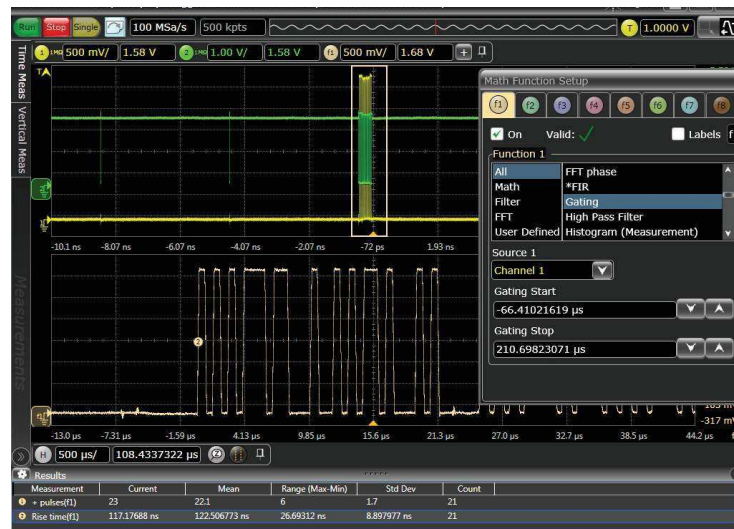 Run Stop Single 100 MSa/s 500 kpts T 1.0000 V
1 1MΩ 500 mV/ 1.58 V 2 1MΩ 1.00 V/ 1.58 V f1 500 mV/ 1.68 V +
Time Meas
Vertical Meas
Measurements
T
-10.1 ns -8.07 ns -6.07 ns -4.07 ns -2.07 ns -72 ps 1.93 ns
2
-13.0 µs -7.31 µs -1.59 µs 4.13 µs 9.85 µs 15.6 µs 21.3 µs 27.0 µs 32.7 µs 38.5 µs 44.2 µs
-317 mV
Math Function Setup
f1 f2 f3 f4 f5 f6 f7 f8
On Valid: Labels
Function 1
All FFT phase
Math *FIR
Filter Gating
FFT High Pass Filter
User Defined Histogram (Measurement)
Source 1
Channel 1
Gating Start
-66.41021619 µs
Gating Stop
210.69823071 µs
H 500 µs/ 108.4337322 µs Z
Results
Measurement Current Mean Range (Max-Min) Std Dev Count
+ pulses(f1) 23 22.1 6 1.7 21
Rise time(f1) 117.17688 ns 122.506773 ns 26.69312 ns 8.897977 ns 21